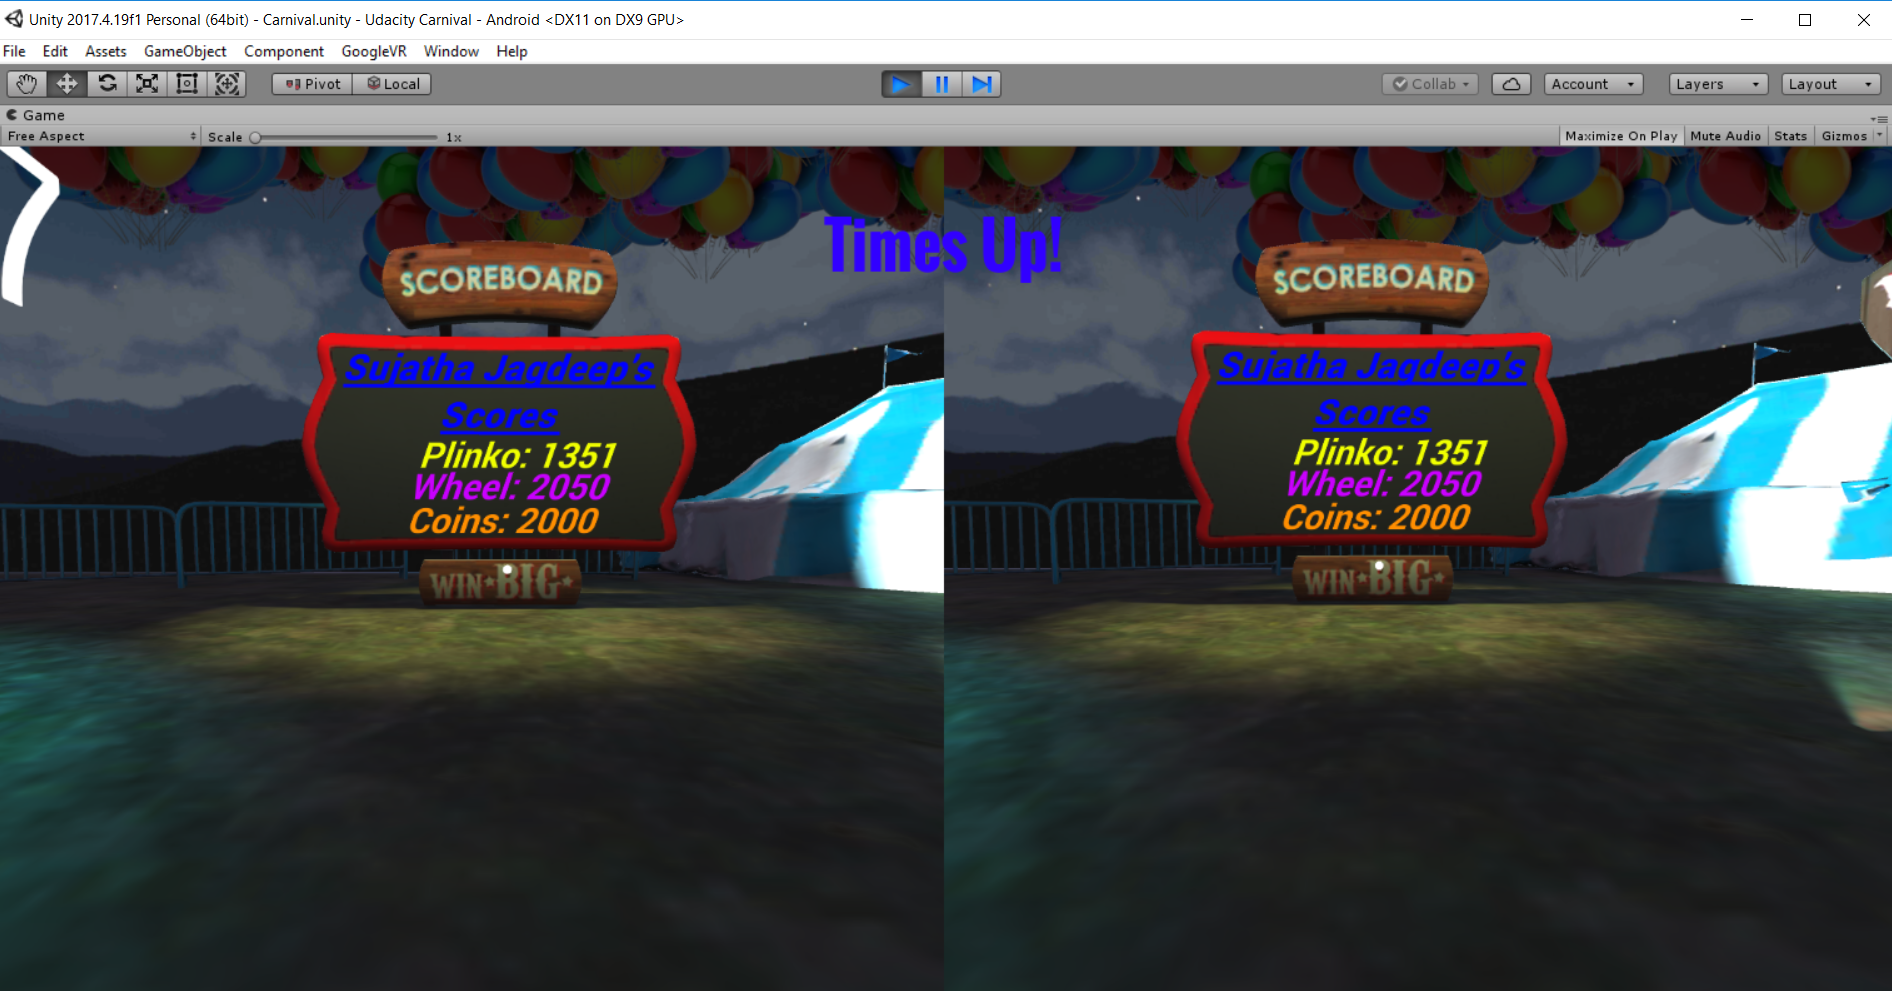 Unity 2017.4.19f1 Personal (64bit) - Carnival.unity - Udacity Carnival - Android <DX11 on DX9 GPU>
File Edit Assets GameObject Component GoogleVR Window Help
Pivot Local Collab Account Layers Layout
Game
Free Aspect Scale 1x Maximize On Play Mute Audio Stats Gizmos
Times Up!
SCOREBOARD
Sujatha Jagdeep's
Scores
Plinko: 1351
Wheel: 2050
Coins: 2000
WIN BIG
SCOREBOARD
Sujatha Jagdeep's
Scores
Plinko: 1351
Wheel: 2050
Coins: 2000
WIN BIG